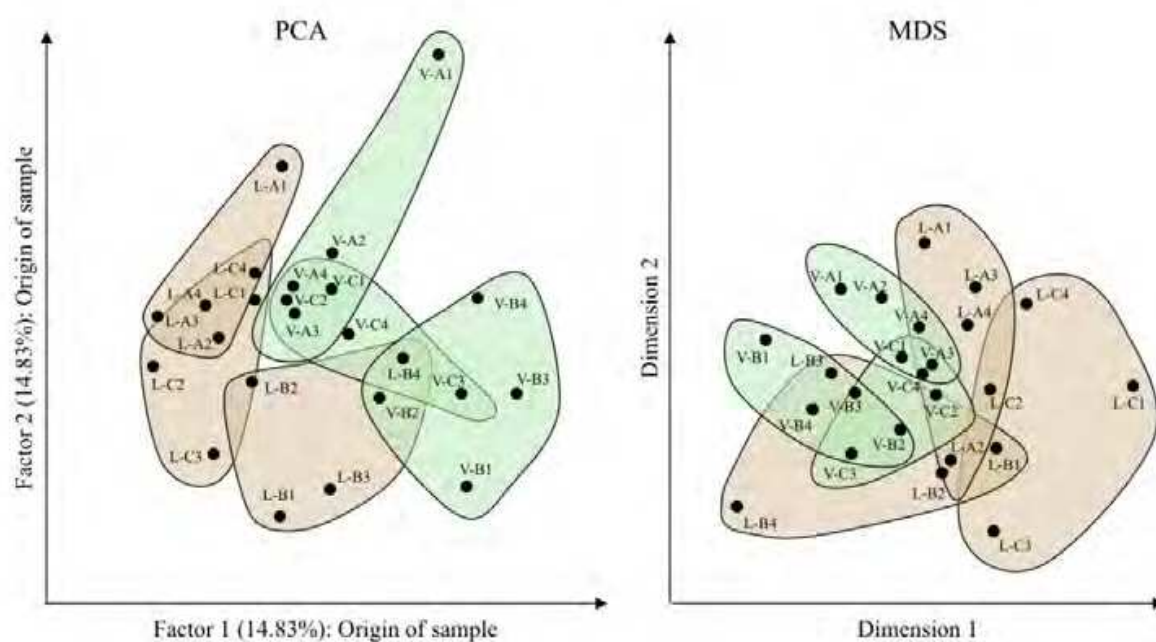 PCA
Factor 2 (14.83%): Origin of sample
V-A1
L-A1
V-A2
L-C4
V-A4
V-C1
L-A4
L-C1
V-C2
V-B4
L-A3
V-A3
V-C4
L-A2
L-C2
L-B4
L-B2
V-C3
V-B3
V-B2
L-C3
L-B3
V-B1
L-B1
Factor 1 (14.83%): Origin of sample
MDS
Dimension 2
L-A1
V-A1
L-A3
V-A2
L-C4
V-A4
L-A4
V-B1
V-C1
L-B3
V-A3
V-C4
L-C1
L-C2
V-B3
V-C2
V-B4
V-B2
L-A2
L-B1
V-C3
L-B2
L-B4
L-C3
Dimension 1